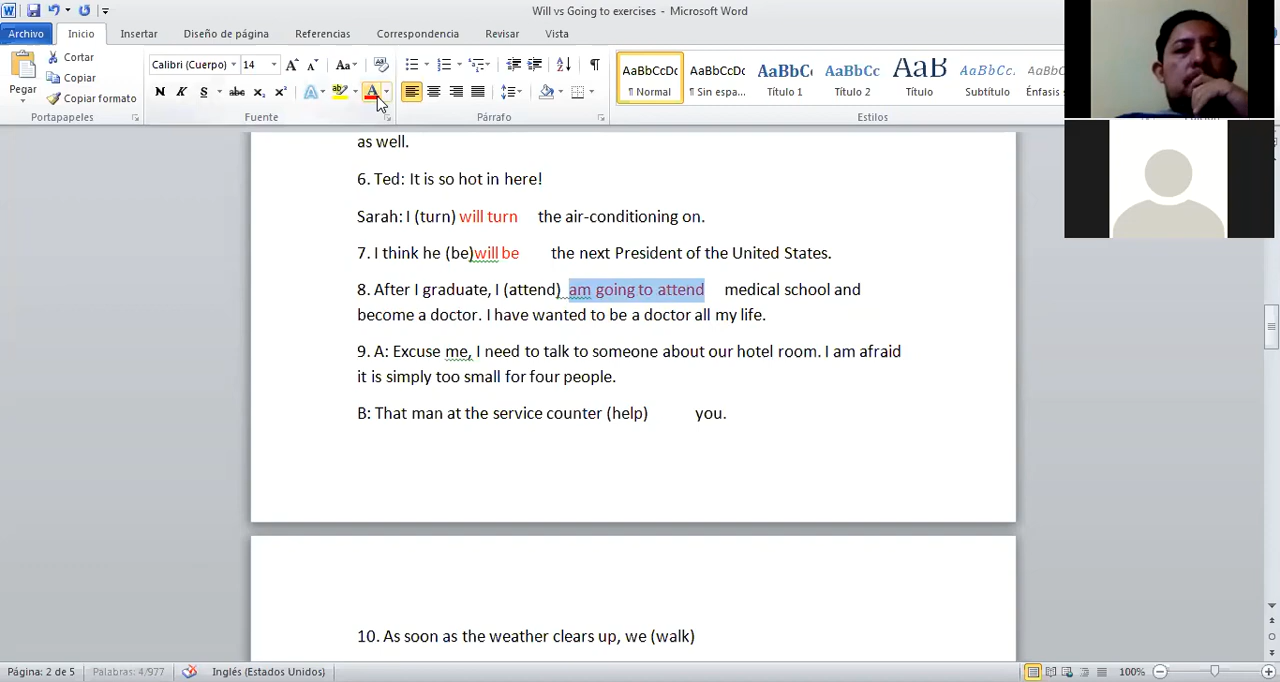 Will vs Going to exercises - Microsoft Word
Archivo Inicio Insertar Diseño de página Referencias Correspondencia Revisar Vista
Pegar
Cortar
Copiar
Copiar formato
Portapapeles
Calibri (Cuerpo) 14
Fuente
Párrafo
AaBbCcDc AaBbCcDc AaBbC( AaBbCc AaB AaBbCc.
¶ Normal ¶ Sin espa... Título 1 Título 2 Título Subtítulo Énfasis
Estilos
as well.
6. Ted: It is so hot in here!
Sarah: I (turn) will turn the air-conditioning on.
7. I think he (be)will be the next President of the United States.
8. After I graduate, I (attend) am going to attend medical school and
become a doctor. I have wanted to be a doctor all my life.
9. A: Excuse me, I need to talk to someone about our hotel room. I am afraid
it is simply too small for four people.
B: That man at the service counter (help) you.
10. As soon as the weather clears up, we (walk)
Página: 2 de 5 Palabras: 4/977 Inglés (Estados Unidos) 100%